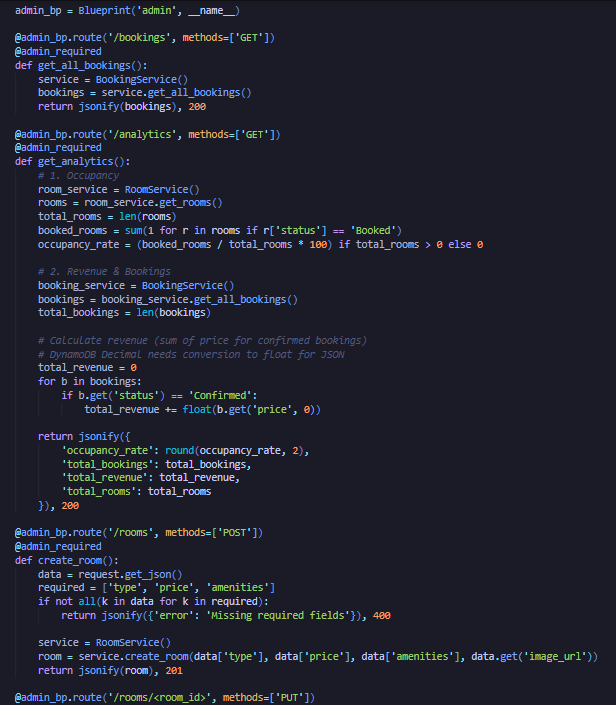 admin_bp = Blueprint('admin', __name__)
@admin_bp.route('/bookings', methods=['GET'])
@admin_required
def get_all_bookings():
    service = BookingService()
    bookings = service.get_all_bookings()
    return jsonify(bookings), 200
@admin_bp.route('/analytics', methods=['GET'])
@admin_required
def get_analytics():
    # 1. Occupancy
    room_service = RoomService()
    rooms = room_service.get_rooms()
    total_rooms = len(rooms)
    booked_rooms = sum(1 for r in rooms if r['status'] == 'Booked')
    occupancy_rate = (booked_rooms / total_rooms * 100) if total_rooms > 0 else 0
    # 2. Revenue & Bookings
    booking_service = BookingService()
    bookings = booking_service.get_all_bookings()
    total_bookings = len(bookings)
    # Calculate revenue (sum of price for confirmed bookings)
    # DynamoDB Decimal needs conversion to float for JSON
    total_revenue = 0
    for b in bookings:
        if b.get('status') == 'Confirmed':
            total_revenue += float(b.get('price', 0))
    return jsonify({
        'occupancy_rate': round(occupancy_rate, 2),
        'total_bookings': total_bookings,
        'total_revenue': total_revenue,
        'total_rooms': total_rooms
    }), 200
@admin_bp.route('/rooms', methods=['POST'])
@admin_required
def create_room():
    data = request.get_json()
    required = ['type', 'price', 'amenities']
    if not all(k in data for k in required):
        return jsonify({'error': 'Missing required fields'}), 400
    service = RoomService()
    room = service.create_room(data['type'], data['price'], data['amenities'], data.get('image_url'))
    return jsonify(room), 201
@admin_bp.route('/rooms/<room_id>', methods=['PUT'])